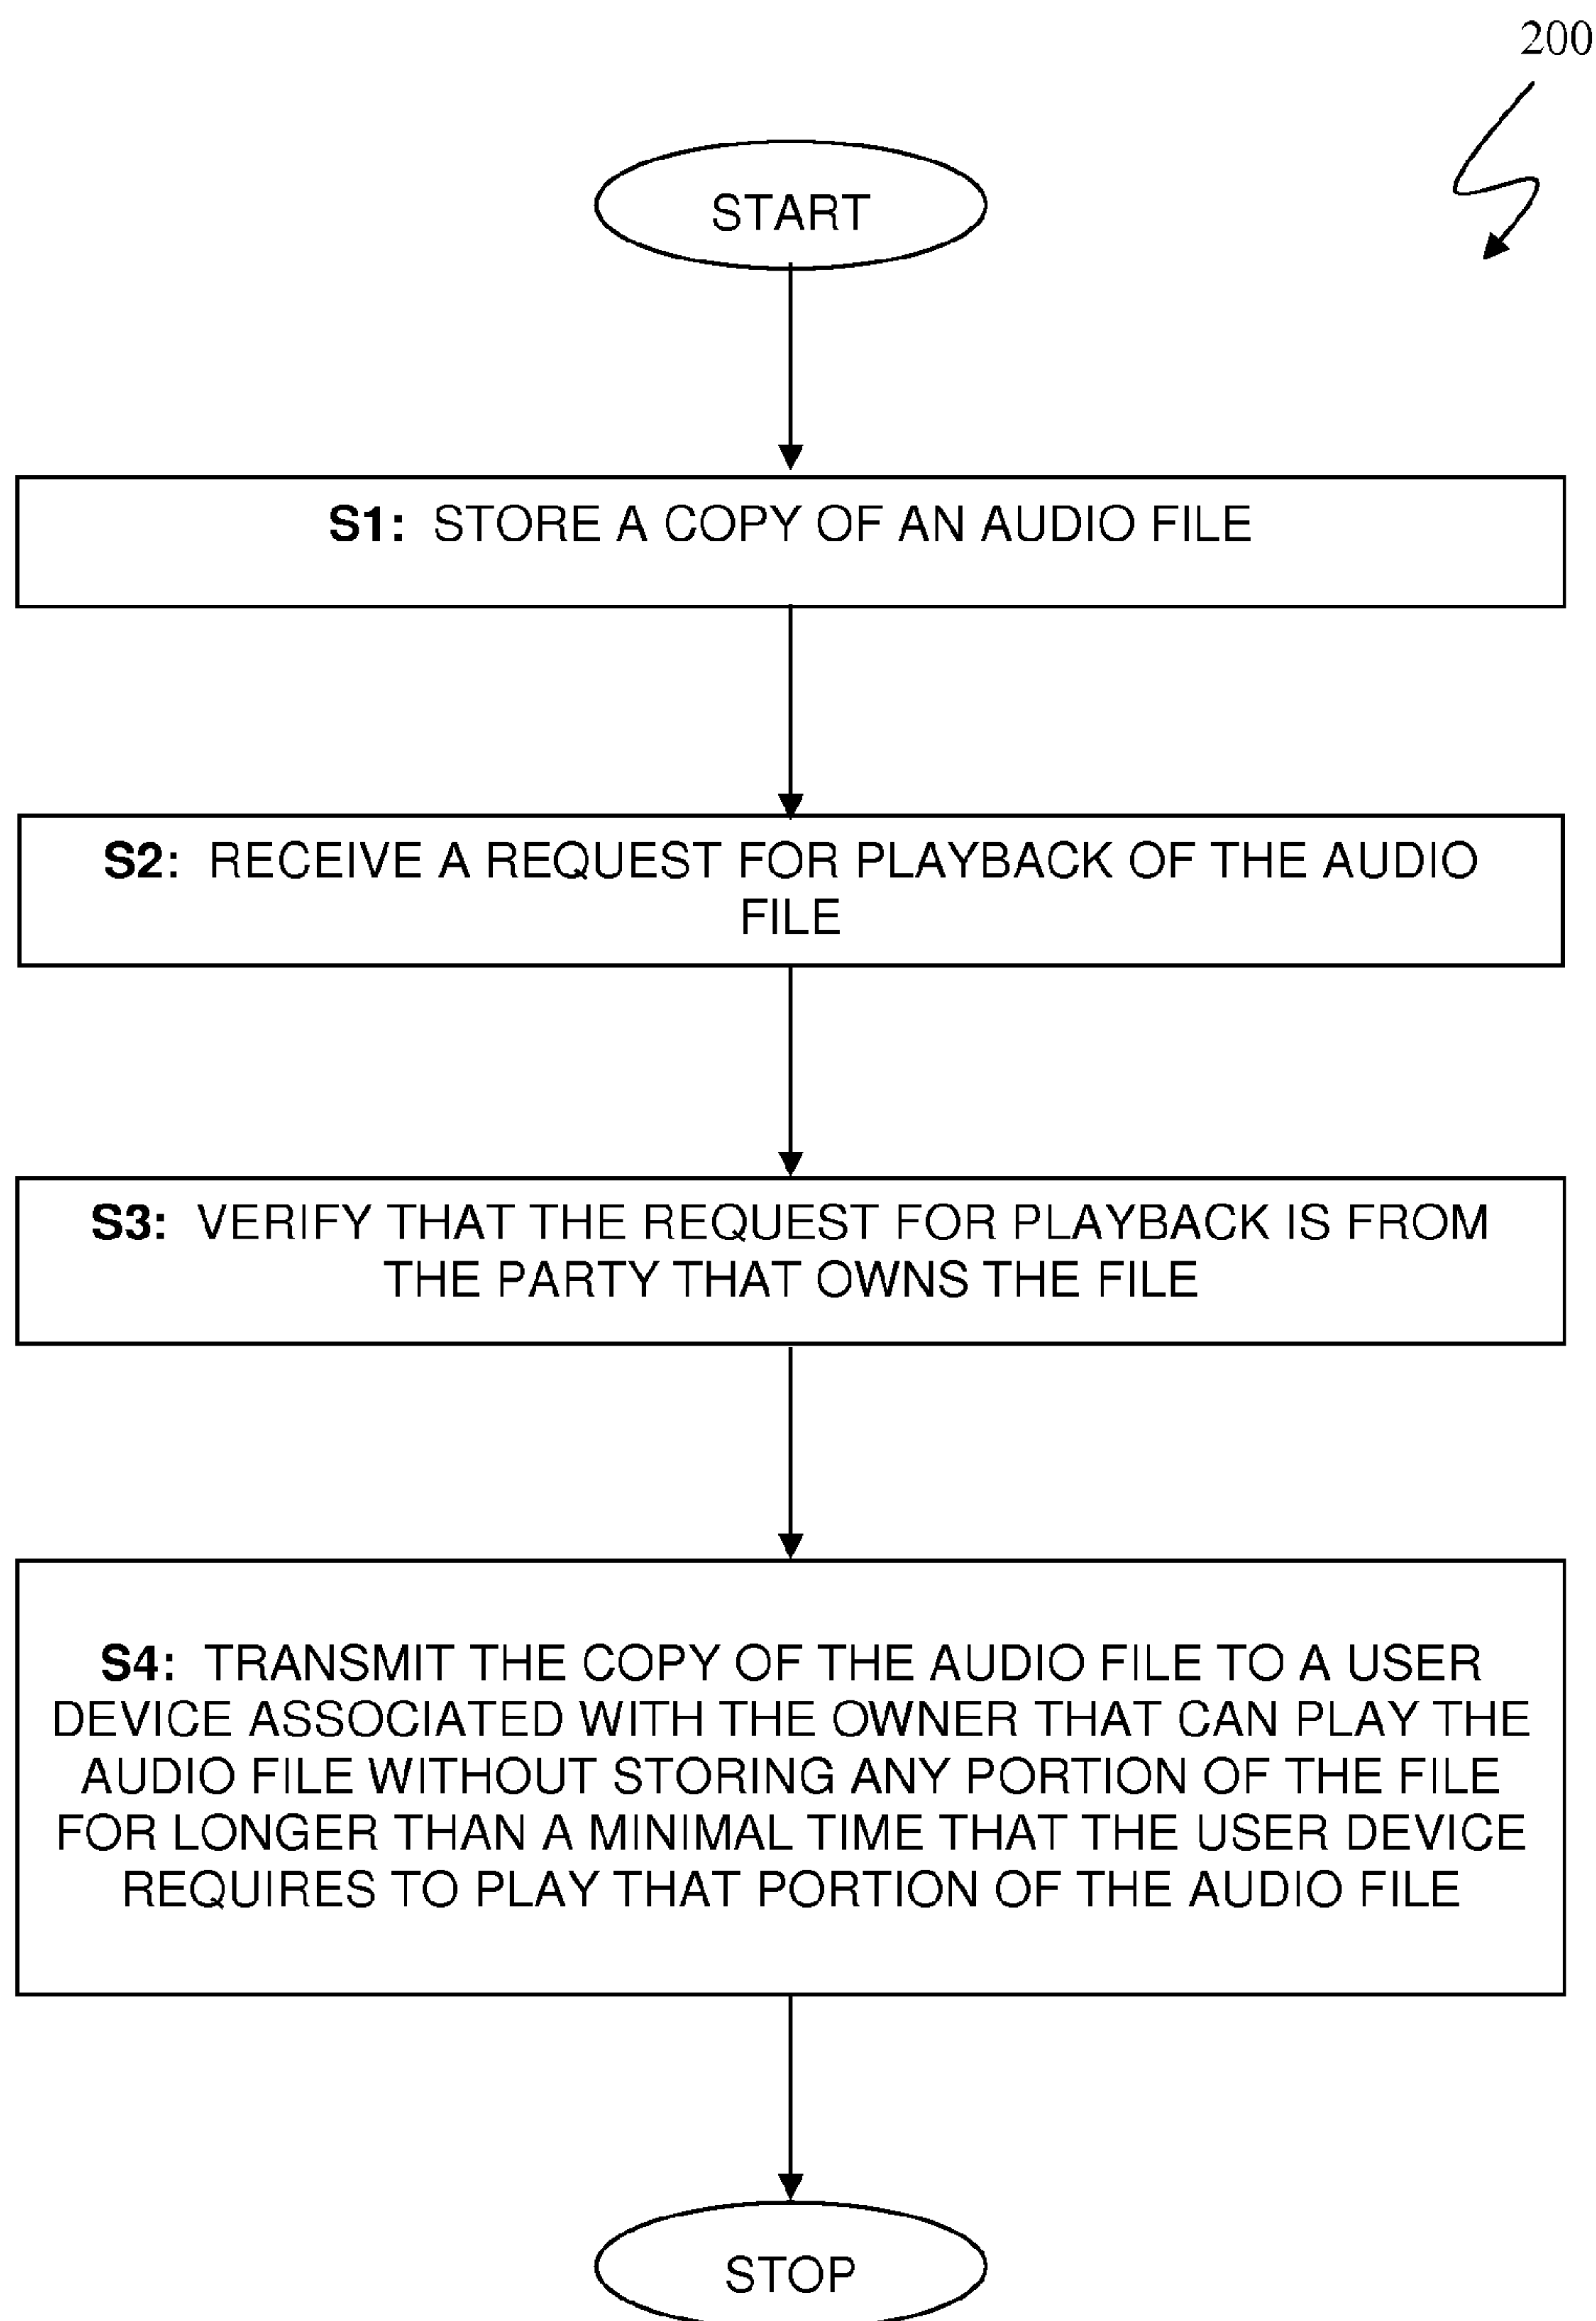 200
START
S1: STORE A COPY OF AN AUDIO FILE
S2: RECEIVE A REQUEST FOR PLAYBACK OF THE AUDIO
FILE
S3: VERIFY THAT THE REQUEST FOR PLAYBACK IS FROM
THE PARTY THAT OWNS THE FILE
S4: TRANSMIT THE COPY OF THE AUDIO FILE TO A USER
DEVICE ASSOCIATED WITH THE OWNER THAT CAN PLAY THE
AUDIO FILE WITHOUT STORING ANY PORTION OF THE FILE
FOR LONGER THAN A MINIMAL TIME THAT THE USER DEVICE
REQUIRES TO PLAY THAT PORTION OF THE AUDIO FILE
STOP